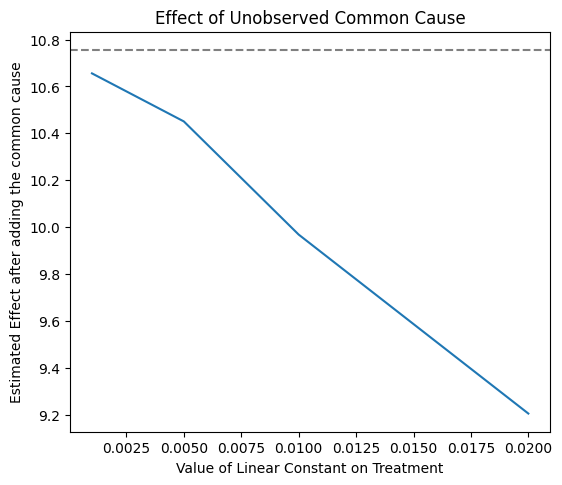 Effect of Unobserved Common Cause
Estimated Effect after adding the common cause
10.8
10.6
10.4
10.2
10.0
9.8
9.6
9.4
9.2
0.0025 0.0050 0.0075 0.0100 0.0125 0.0150 0.0175 0.0200
Value of Linear Constant on Treatment